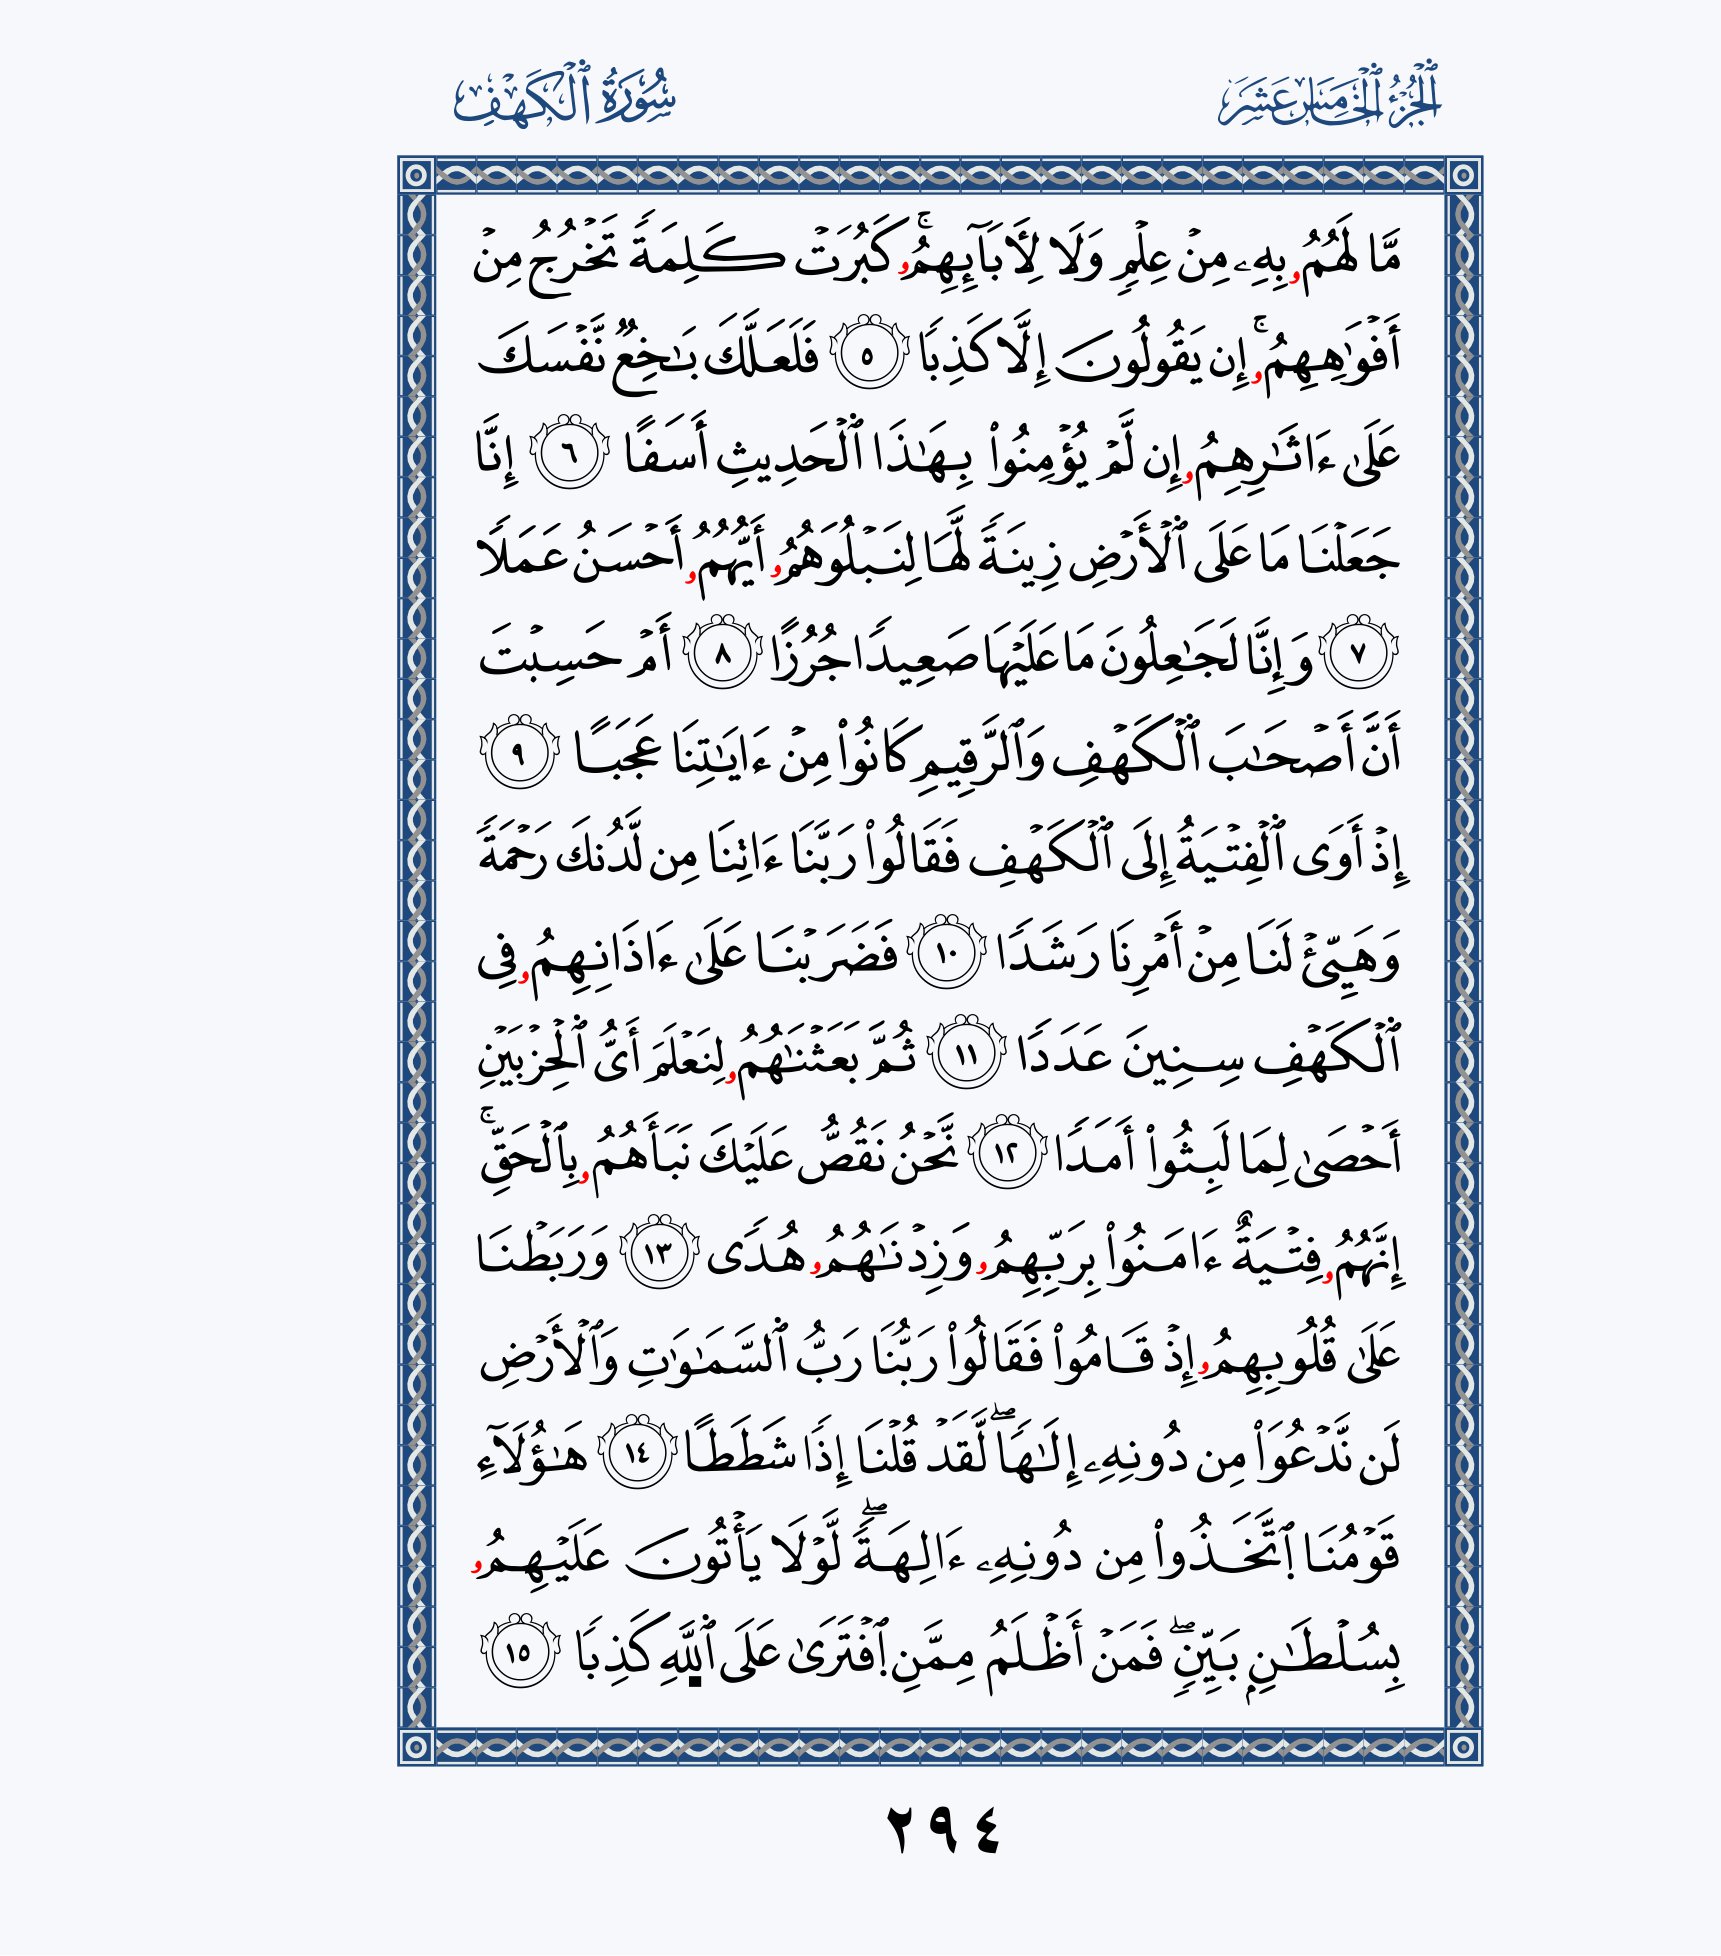 الجُزْءُ الخَامِسَ عَشَرَ
سُورَةُ ٱلْكَهْفِ
مَّا لَهُمُۥ بِهِۦ مِنْ عِلْمٍ وَلَا لِأَبَآئِهِمُۥۚ كَبُرَتْ كَلِمَةً تَخْرُجُ مِنْ
أَفْوَٰهِهِمُۥۚ إِن يَقُولُونَ إِلَّا كَذِبًا ٥ فَلَعَلَّكَ بَٰخِعٌ نَّفْسَكَ
عَلَىٰ ءَاثَٰرِهِمُۥ إِن لَّمْ يُؤْمِنُوا۟ بِهَٰذَا ٱلْحَدِيثِ أَسَفًا ٦ إِنَّا
جَعَلْنَا مَا عَلَى ٱلْأَرْضِ زِينَةً لَّهَا لِنَبْلُوَهُمُۥ أَيُّهُمُۥ أَحْسَنُ عَمَلًا
٧ وَإِنَّا لَجَٰعِلُونَ مَا عَلَيْهَا صَعِيدًا جُرُزًا ٨ أَمْ حَسِبْتَ
أَنَّ أَصْحَٰبَ ٱلْكَهْفِ وَٱلرَّقِيمِ كَانُوا۟ مِنْ ءَايَٰتِنَا عَجَبًا ٩
إِذْ أَوَى ٱلْفِتْيَةُ إِلَى ٱلْكَهْفِ فَقَالُوا۟ رَبَّنَا ءَاتِنَا مِن لَّدُنكَ رَحْمَةً
وَهَيِّئْ لَنَا مِنْ أَمْرِنَا رَشَدًا ١٠ فَضَرَبْنَا عَلَىٰ ءَاذَانِهِمُۥ فِى
ٱلْكَهْفِ سِنِينَ عَدَدًا ١١ ثُمَّ بَعَثْنَٰهُمُۥ لِنَعْلَمَ أَىُّ ٱلْحِزْبَيْنِ
أَحْصَىٰ لِمَا لَبِثُوا۟ أَمَدًا ١٢ نَّحْنُ نَقُصُّ عَلَيْكَ نَبَأَهُمُۥ بِٱلْحَقِّۚ
إِنَّهُمُۥ فِتْيَةٌ ءَامَنُوا۟ بِرَبِّهِمُۥ وَزِدْنَٰهُمُۥ هُدًى ١٣ وَرَبَطْنَا
عَلَىٰ قُلُوبِهِمُۥ إِذْ قَامُوا۟ فَقَالُوا۟ رَبُّنَا رَبُّ ٱلسَّمَٰوَٰتِ وَٱلْأَرْضِ
لَن نَّدْعُوَا۟ مِن دُونِهِۦ إِلَٰهًاۖ لَّقَدْ قُلْنَا إِذًا شَطَطًا ١٤ هَٰؤُلَآءِ
قَوْمُنَا ٱتَّخَذُوا۟ مِن دُونِهِۦ ءَالِهَةًۖ لَّوْلَا يَأْتُونَ عَلَيْهِمُۥ
بِسُلْطَٰنٍۭ بَيِّنٍۖ فَمَنْ أَظْلَمُ مِمَّنِ ٱفْتَرَىٰ عَلَى ٱللَّهِ كَذِبًا ١٥
٢٩٤